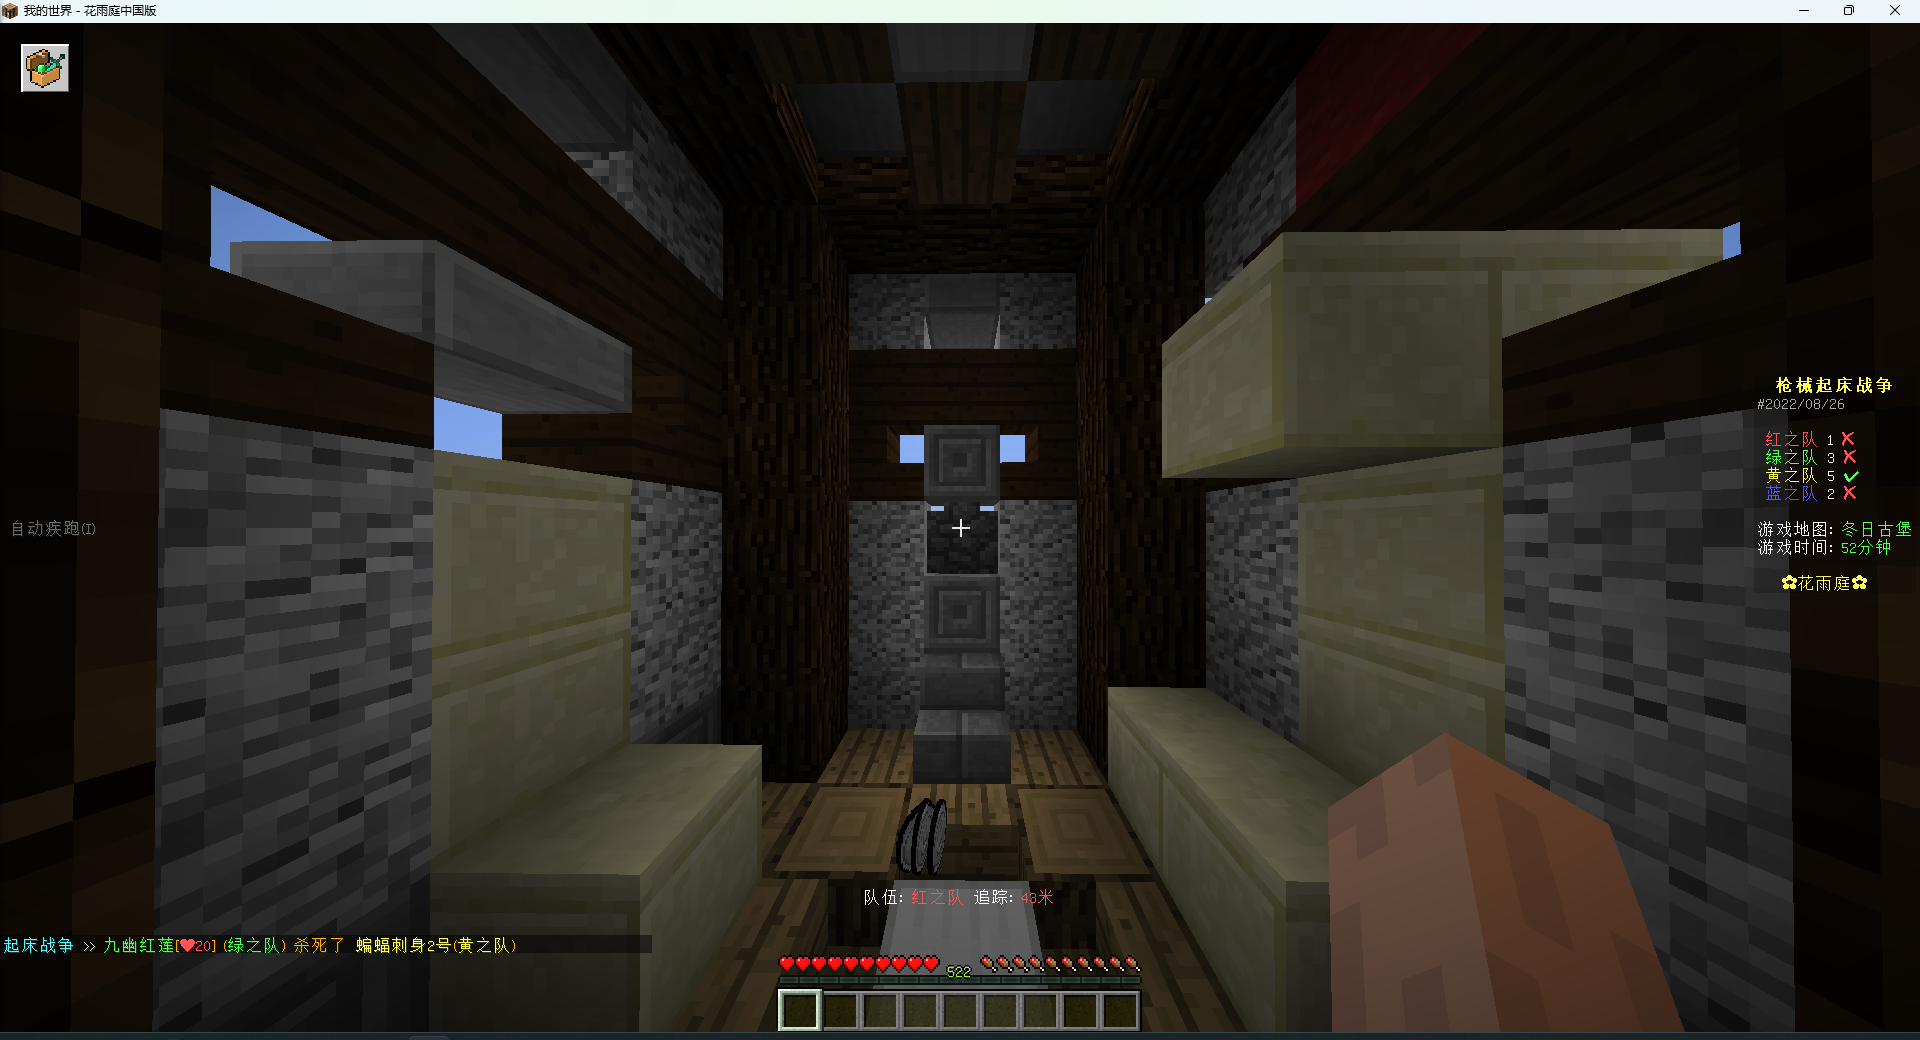 我的世界 - 花雨庭中国版
枪械起床战争
#2022/08/26
红之队 1 ✗
绿之队 3 ✗
黄之队 5 ✓
蓝之队 2 ✗
自动疾跑(I)
游戏地图: 冬日古堡
游戏时间: 52分钟
✿花雨庭✿
队伍: 红之队 追踪: 43米
起床战争 >> 九幽红莲[❤20] (绿之队) 杀死了 蝙蝠刺身2号(黄之队)
522